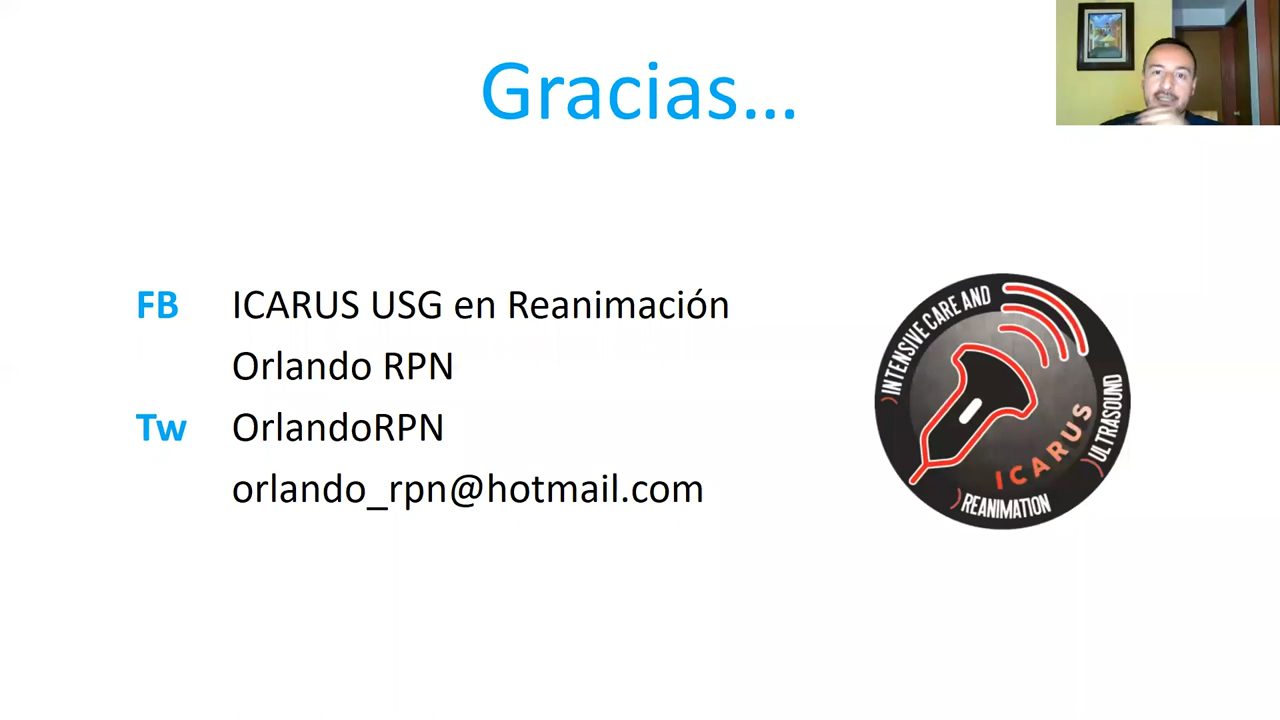 Gracias...
FB ICARUS USG en Reanimación
Orlando RPN
Tw OrlandoRPN
orlando_rpn@hotmail.com
INTENSIVE CARE AND
REANIMATION
ULTRASOUND
ICARUS